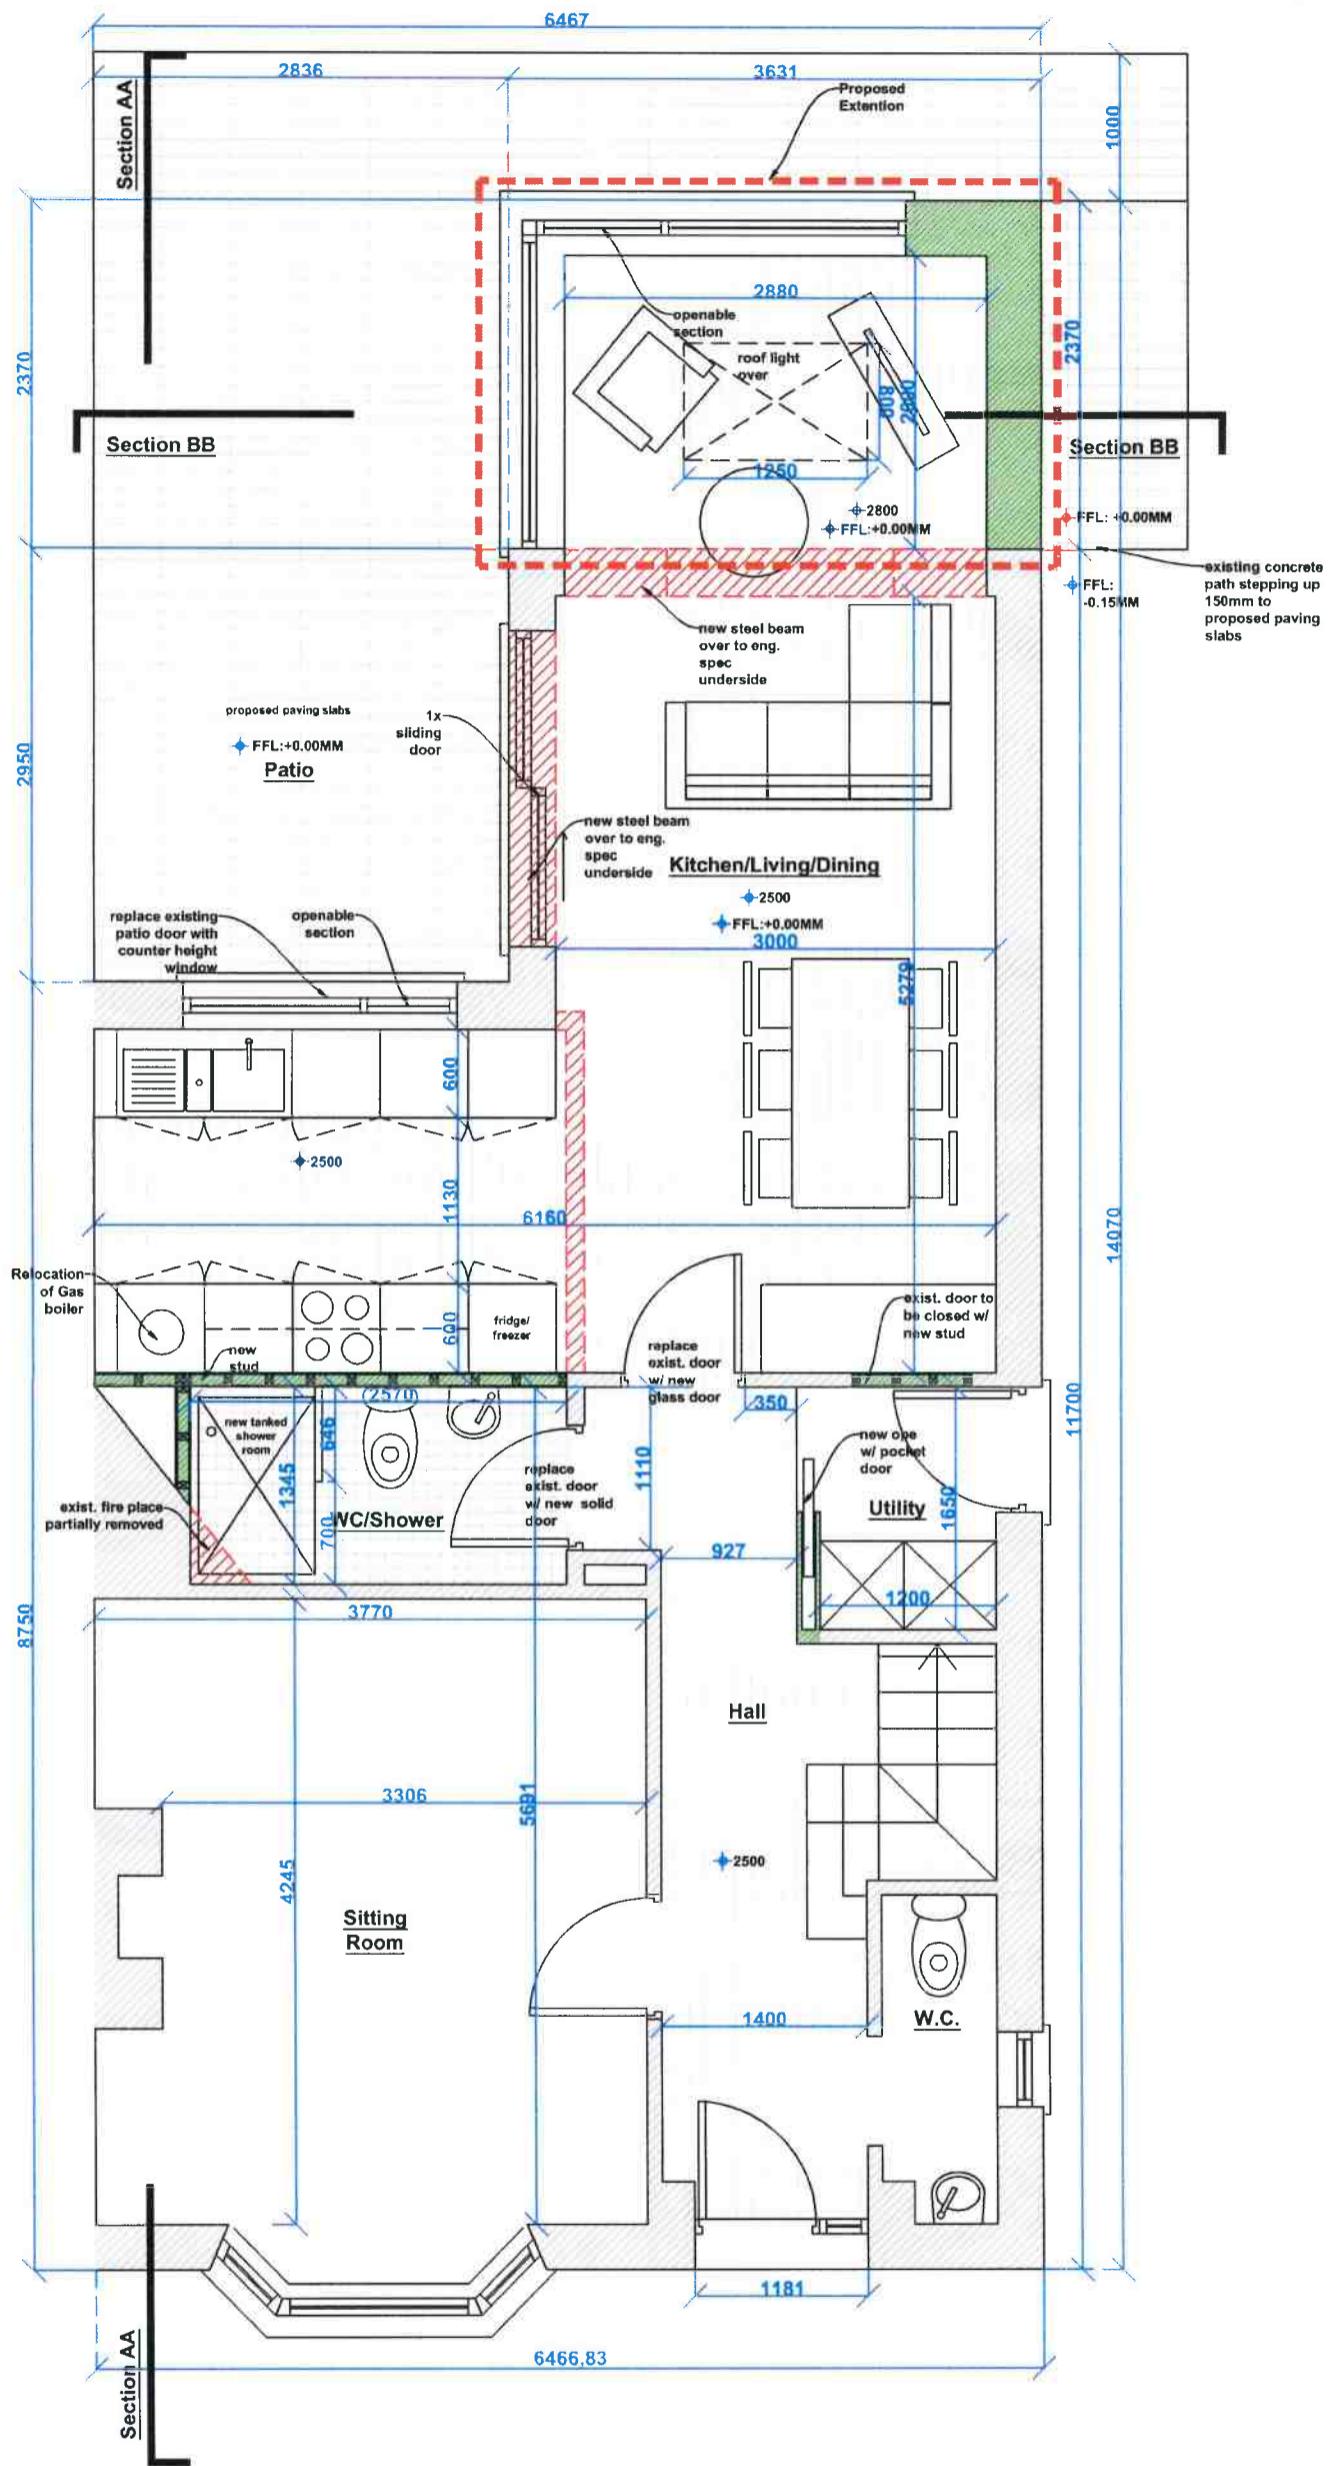 6467
2836
3631
Section AA
Proposed
Extention
1000
2880
openable
section
roof light
over
2370
2370
800
Section BB
Section BB
1250
2800
FFL:+0.00MM
FFL: +0.00MM
existing concrete
path stepping up
150mm to
proposed paving
slabs
FFL:
-0.15MM
new steel beam
over to eng.
spec
underside
proposed paving slabs
FFL:+0.00MM
Patio
1x
sliding
door
2950
new steel beam
over to eng.
spec
underside
Kitchen/Living/Dining
2500
FFL:+0.00MM
3000
5279
replace existing
patio door with
counter height
window
openable
section
600
2500
1130
6160
14070
Relocation
of Gas
boiler
600
fridge/
freezer
new
stud
replace
exist. door
w/ new
glass door
exist. door to
be closed w/
new stud
(2570)
350
11700
new tanked
shower
room
646
1345
700
1110
new ope
w/ pocket
door
exist. fire place
partially removed
WC/Shower
replace
exist. door
w/ new solid
door
Utility
1650
927
1200
8750
3770
Hall
3306
5691
4245
2500
Sitting
Room
1400
W.C.
1181
6466,83
Section AA